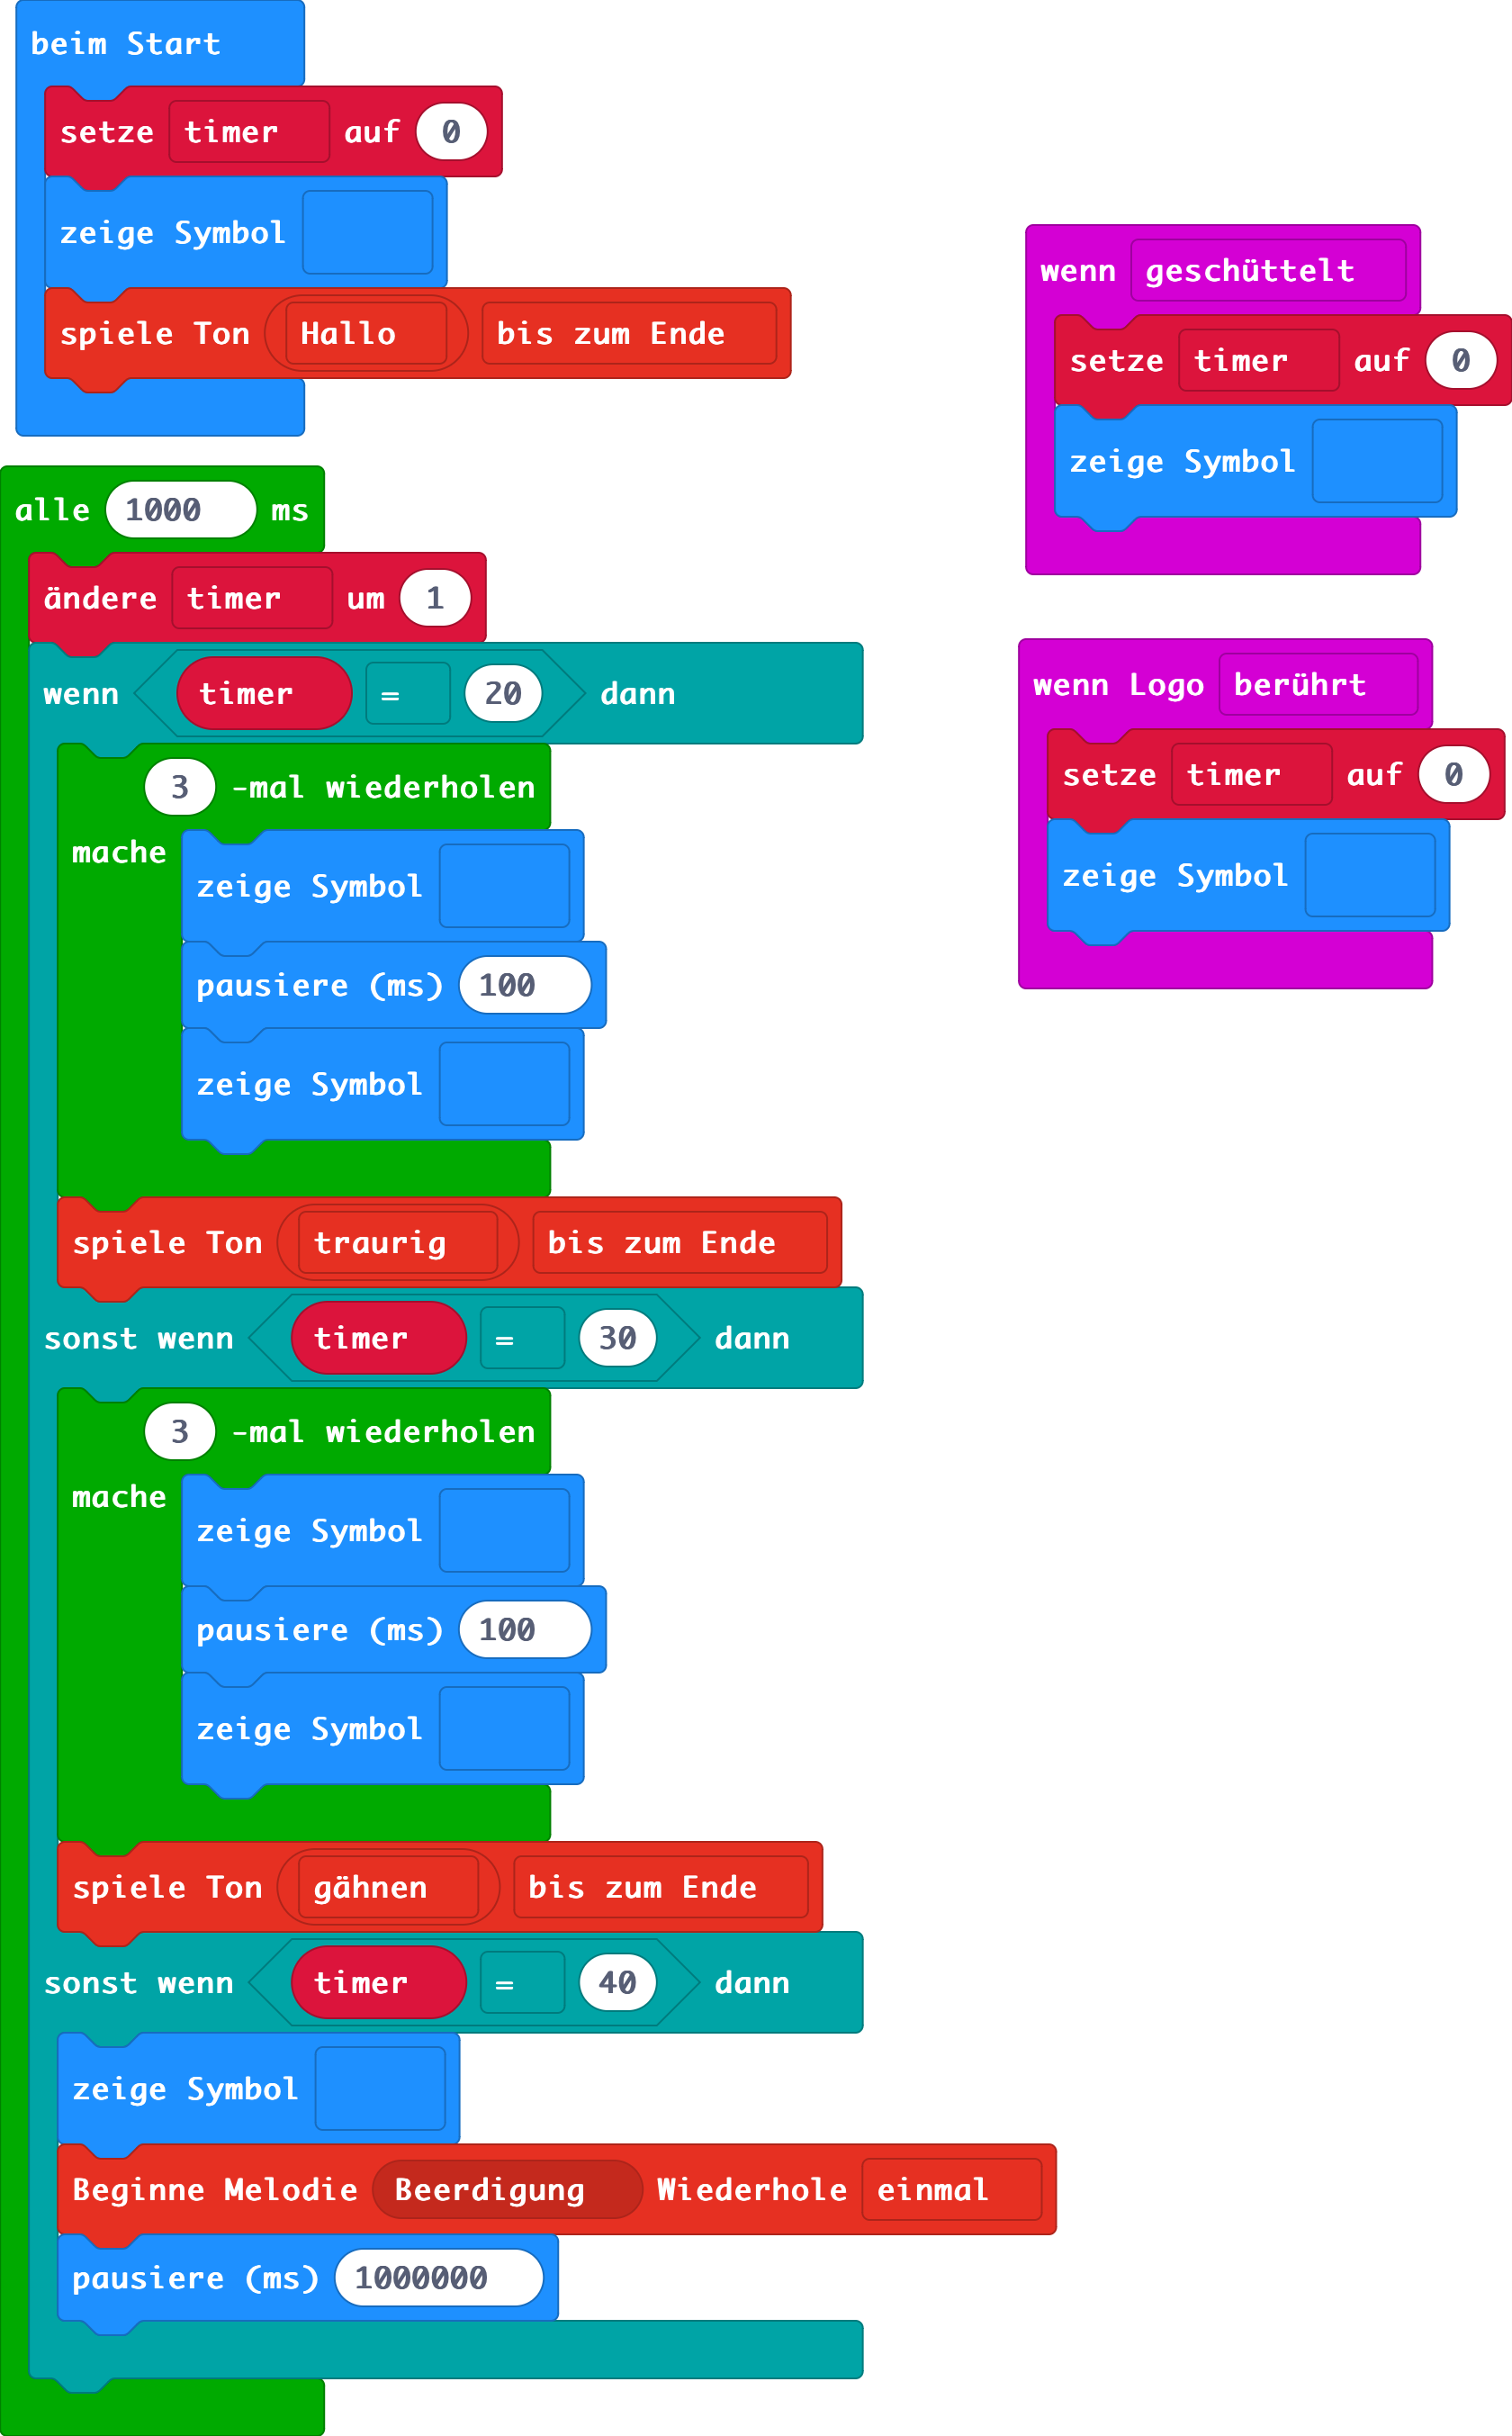 beim Start
setze timer auf 0
zeige Symbol
spiele Ton Hallo bis zum Ende
alle 1000 ms
ändere timer um 1
wenn timer = 20 dann
3 -mal wiederholen
mache
zeige Symbol
pausiere (ms) 100
zeige Symbol
spiele Ton traurig bis zum Ende
sonst wenn timer = 30 dann
3 -mal wiederholen
mache
zeige Symbol
pausiere (ms) 100
zeige Symbol
spiele Ton gähnen bis zum Ende
sonst wenn timer = 40 dann
zeige Symbol
Beginne Melodie Beerdigung Wiederhole einmal
pausiere (ms) 1000000
wenn geschüttelt
setze timer auf 0
zeige Symbol
wenn Logo berührt
setze timer auf 0
zeige Symbol